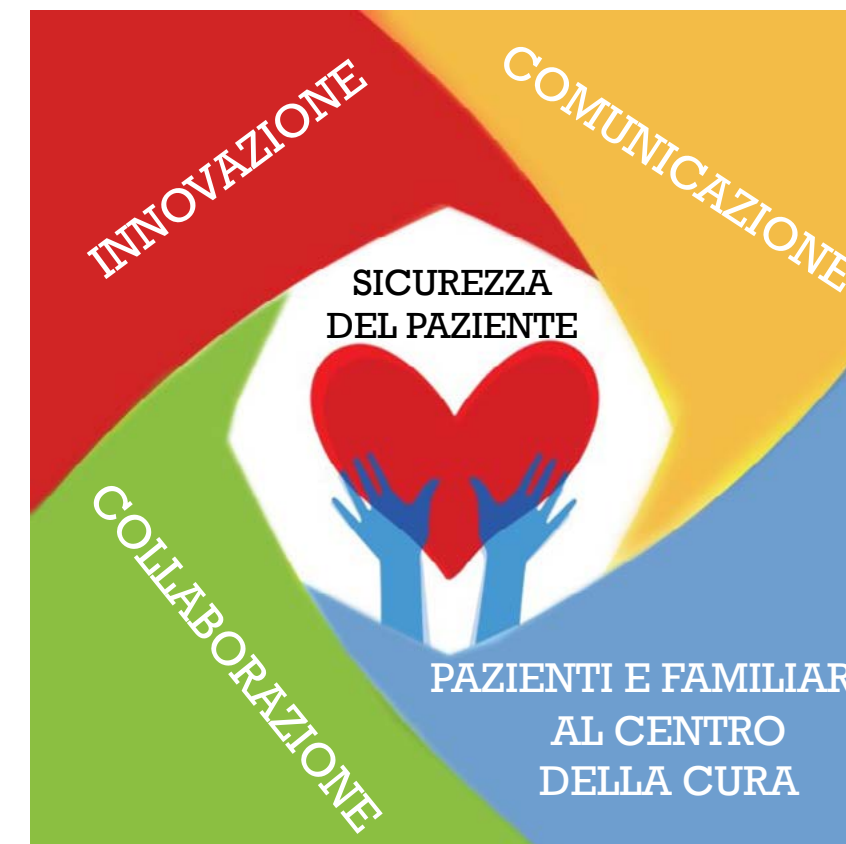 INNOVAZIONE
COMUNICAZIONE
SICUREZZA
DEL PAZIENTE
COLLABORAZIONE
PAZIENTI E FAMILIAR
AL CENTRO
DELLA CURA